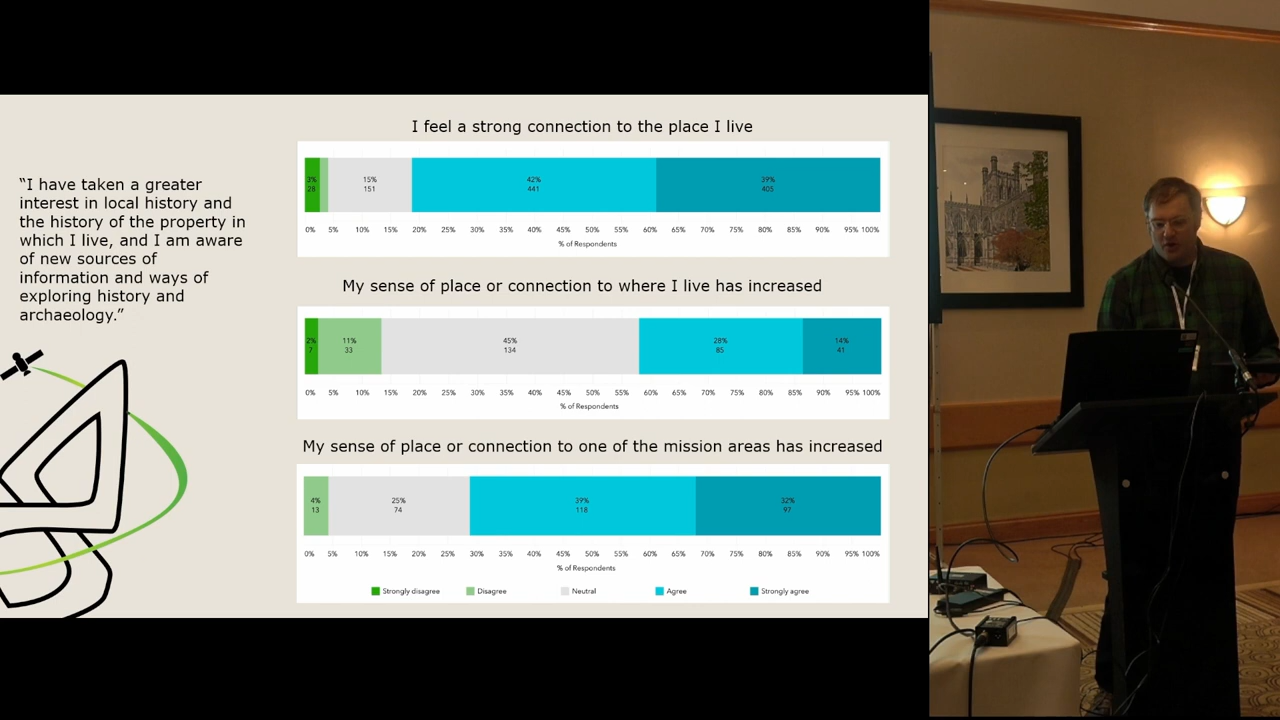 “I have taken a greater
interest in local history and
the history of the property in
which I live, and I am aware
of new sources of
information and ways of
exploring history and
archaeology.”
I feel a strong connection to the place I live
3% 15% 42% 39%
28 151 441 405
0% 5% 10% 15% 20% 25% 30% 35% 40% 45% 50% 55% 60% 65% 70% 75% 80% 85% 90% 95% 100%
% of Respondents
My sense of place or connection to where I live has increased
2% 11% 45% 28% 14%
7 33 134 85 41
0% 5% 10% 15% 20% 25% 30% 35% 40% 45% 50% 55% 60% 65% 70% 75% 80% 85% 90% 95% 100%
% of Respondents
My sense of place or connection to one of the mission areas has increased
4% 25% 39% 32%
13 74 118 97
0% 5% 10% 15% 20% 25% 30% 35% 40% 45% 50% 55% 60% 65% 70% 75% 80% 85% 90% 95% 100%
% of Respondents
Strongly disagree Disagree Neutral Agree Strongly agree